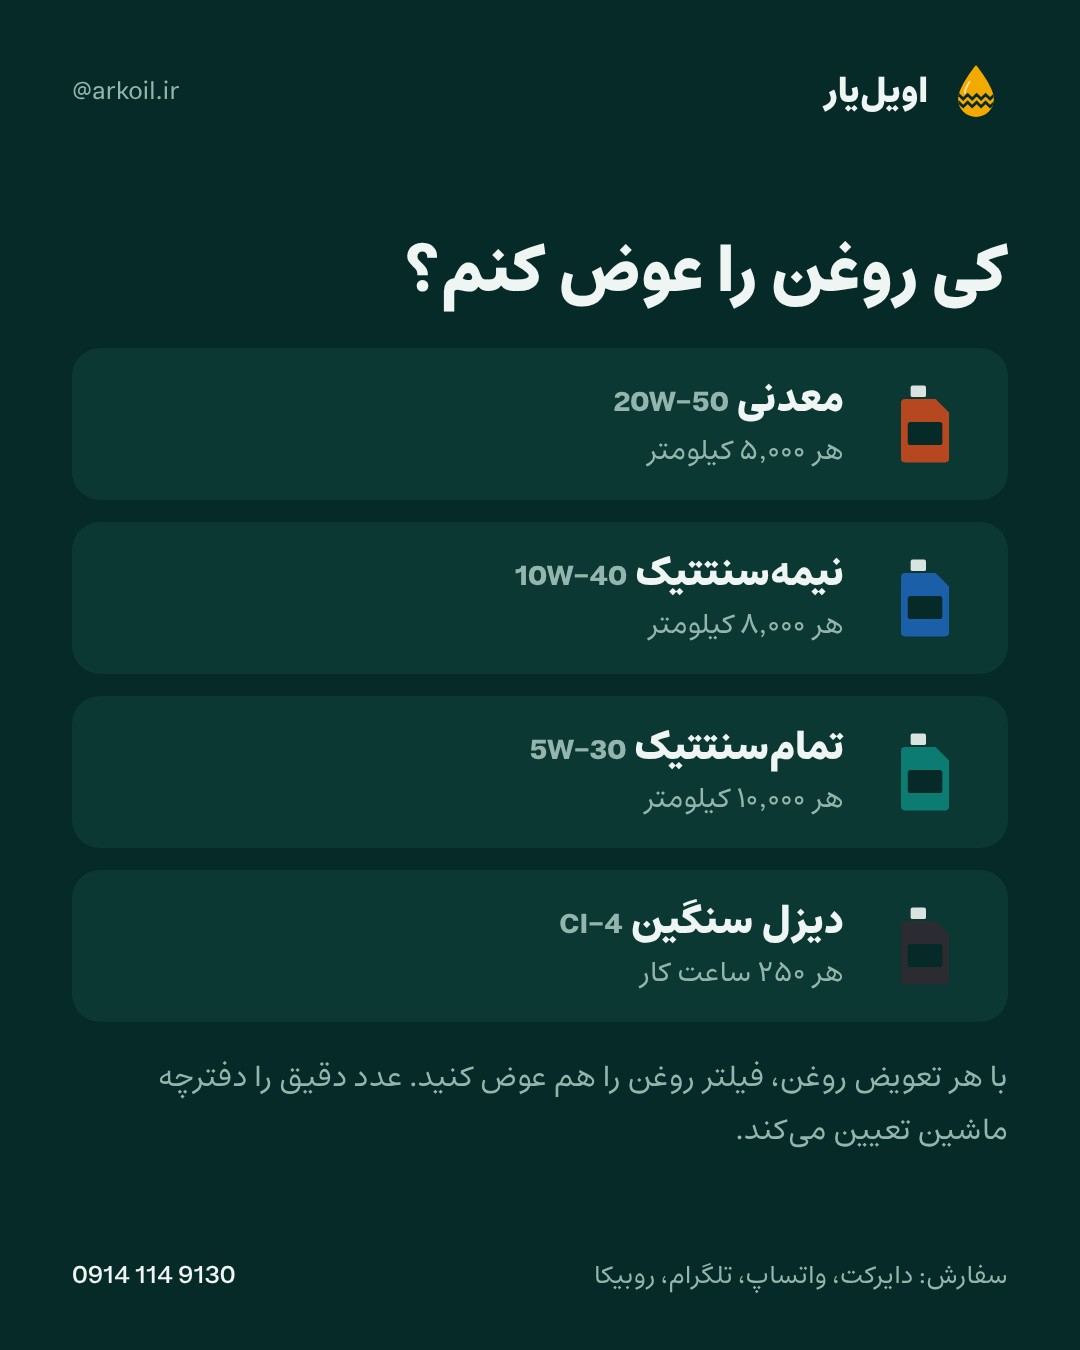 اویل‌یار
@arkoil.ir
کی روغن را عوض کنم؟
معدنی 20W-50
هر ۵,۰۰۰ کیلومتر
نیمه‌سنتتیک 10W-40
هر ۸,۰۰۰ کیلومتر
تمام‌سنتتیک 5W-30
هر ۱۰,۰۰۰ کیلومتر
دیزل سنگین CI-4
هر ۲۵۰ ساعت کار
با هر تعویض روغن، فیلتر روغن را هم عوض کنید. عدد دقیق را دفترچه
ماشین تعیین می‌کند.
سفارش: دایرکت، واتساپ، تلگرام، روبیکا
0914 114 9130